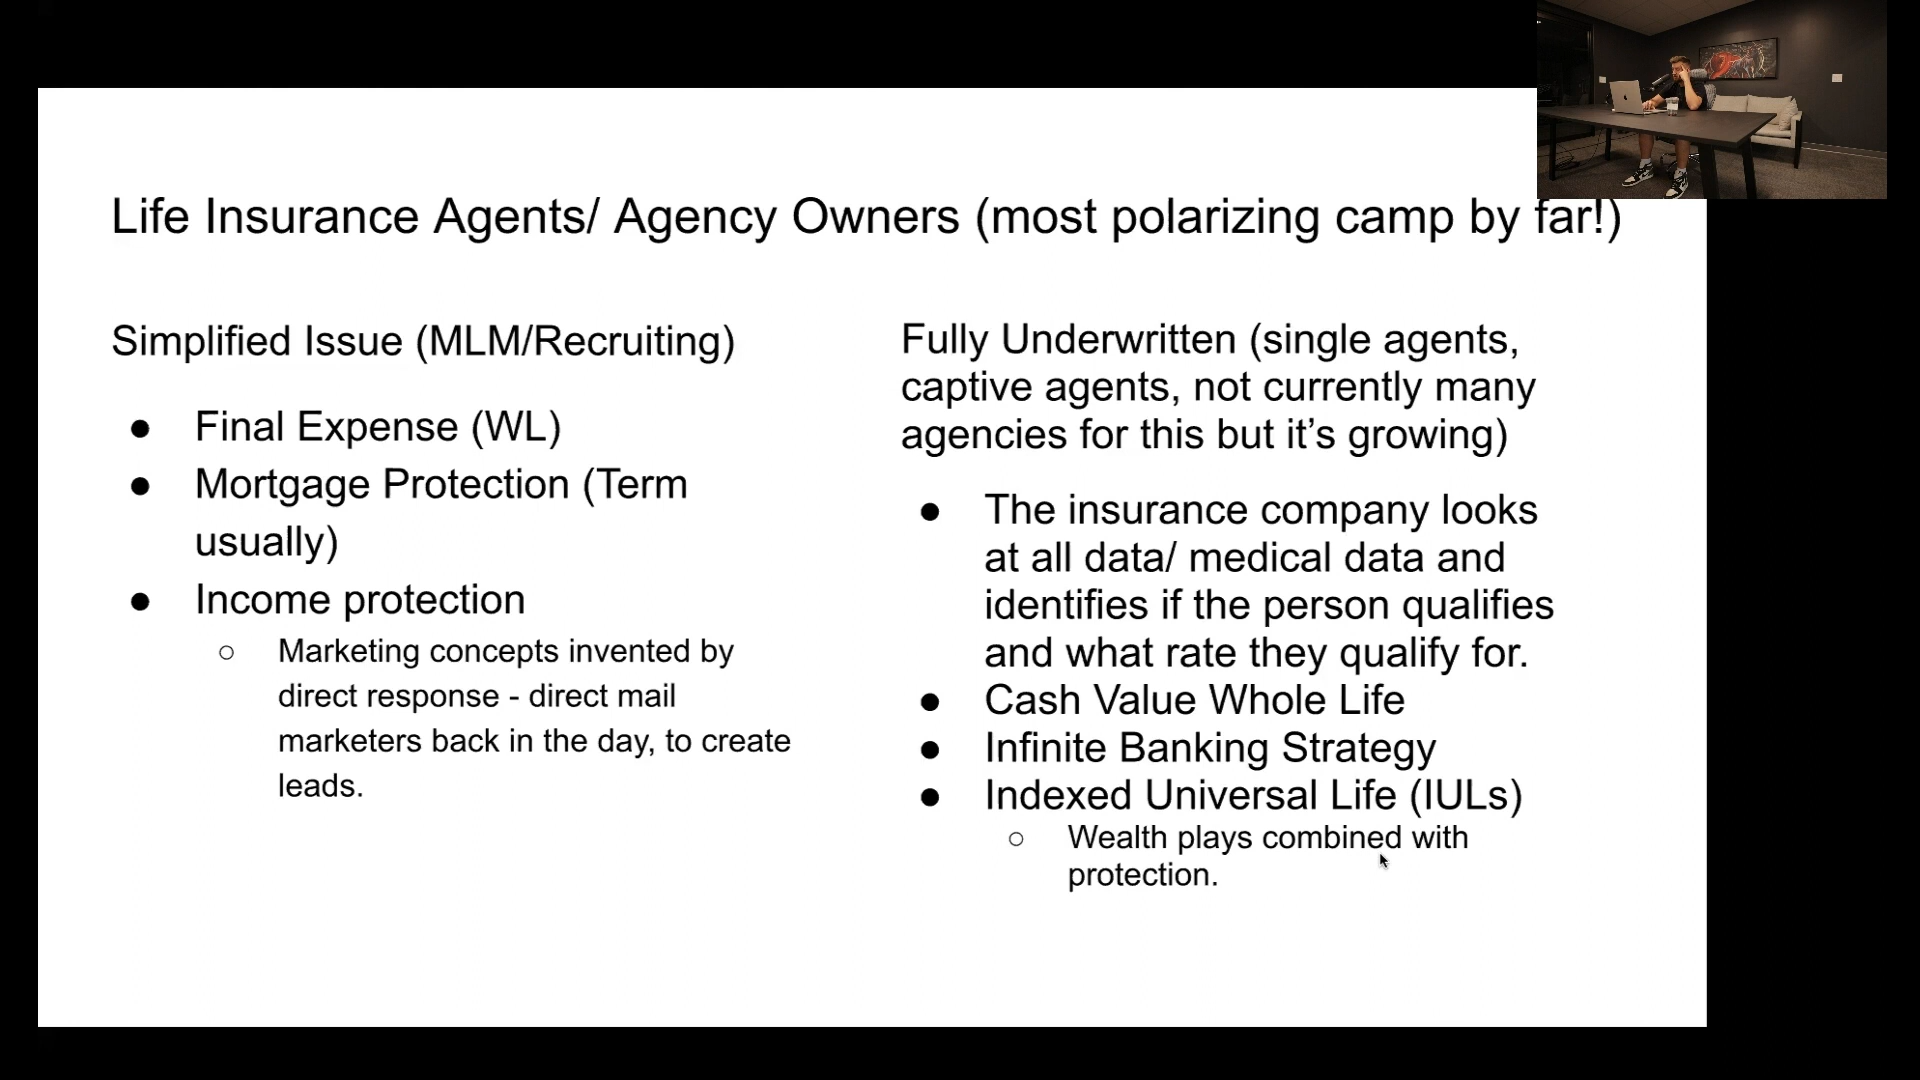 Life Insurance Agents/ Agency Owners (most polarizing camp by far!)
Simplified Issue (MLM/Recruiting)
● Final Expense (WL)
● Mortgage Protection (Term
usually)
● Income protection
○ Marketing concepts invented by
direct response - direct mail
marketers back in the day, to create
leads.
Fully Underwritten (single agents,
captive agents, not currently many
agencies for this but it’s growing)
● The insurance company looks
at all data/ medical data and
identifies if the person qualifies
and what rate they qualify for.
● Cash Value Whole Life
● Infinite Banking Strategy
● Indexed Universal Life (IULs)
○ Wealth plays combined with
protection.